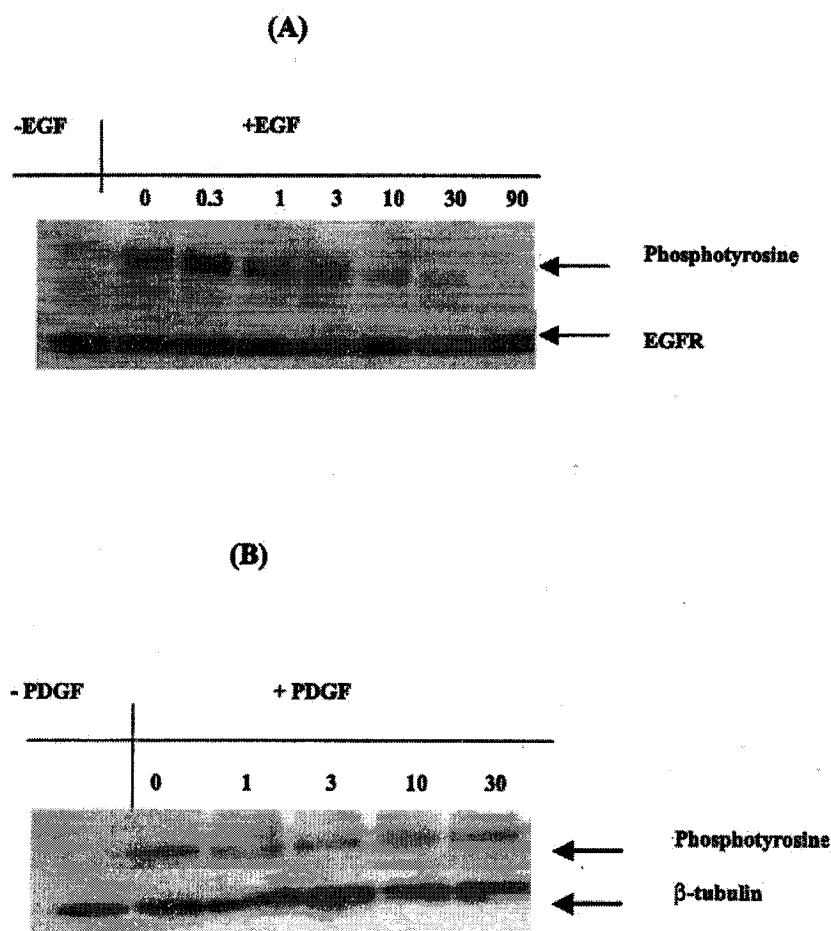 (A)
-EGF +EGF
0 0.3 1 3 10 30 90
Phosphotyrosine
EGFR
(B)
- PDGF + PDGF
0 1 3 10 30
Phosphotyrosine
β-tubulin